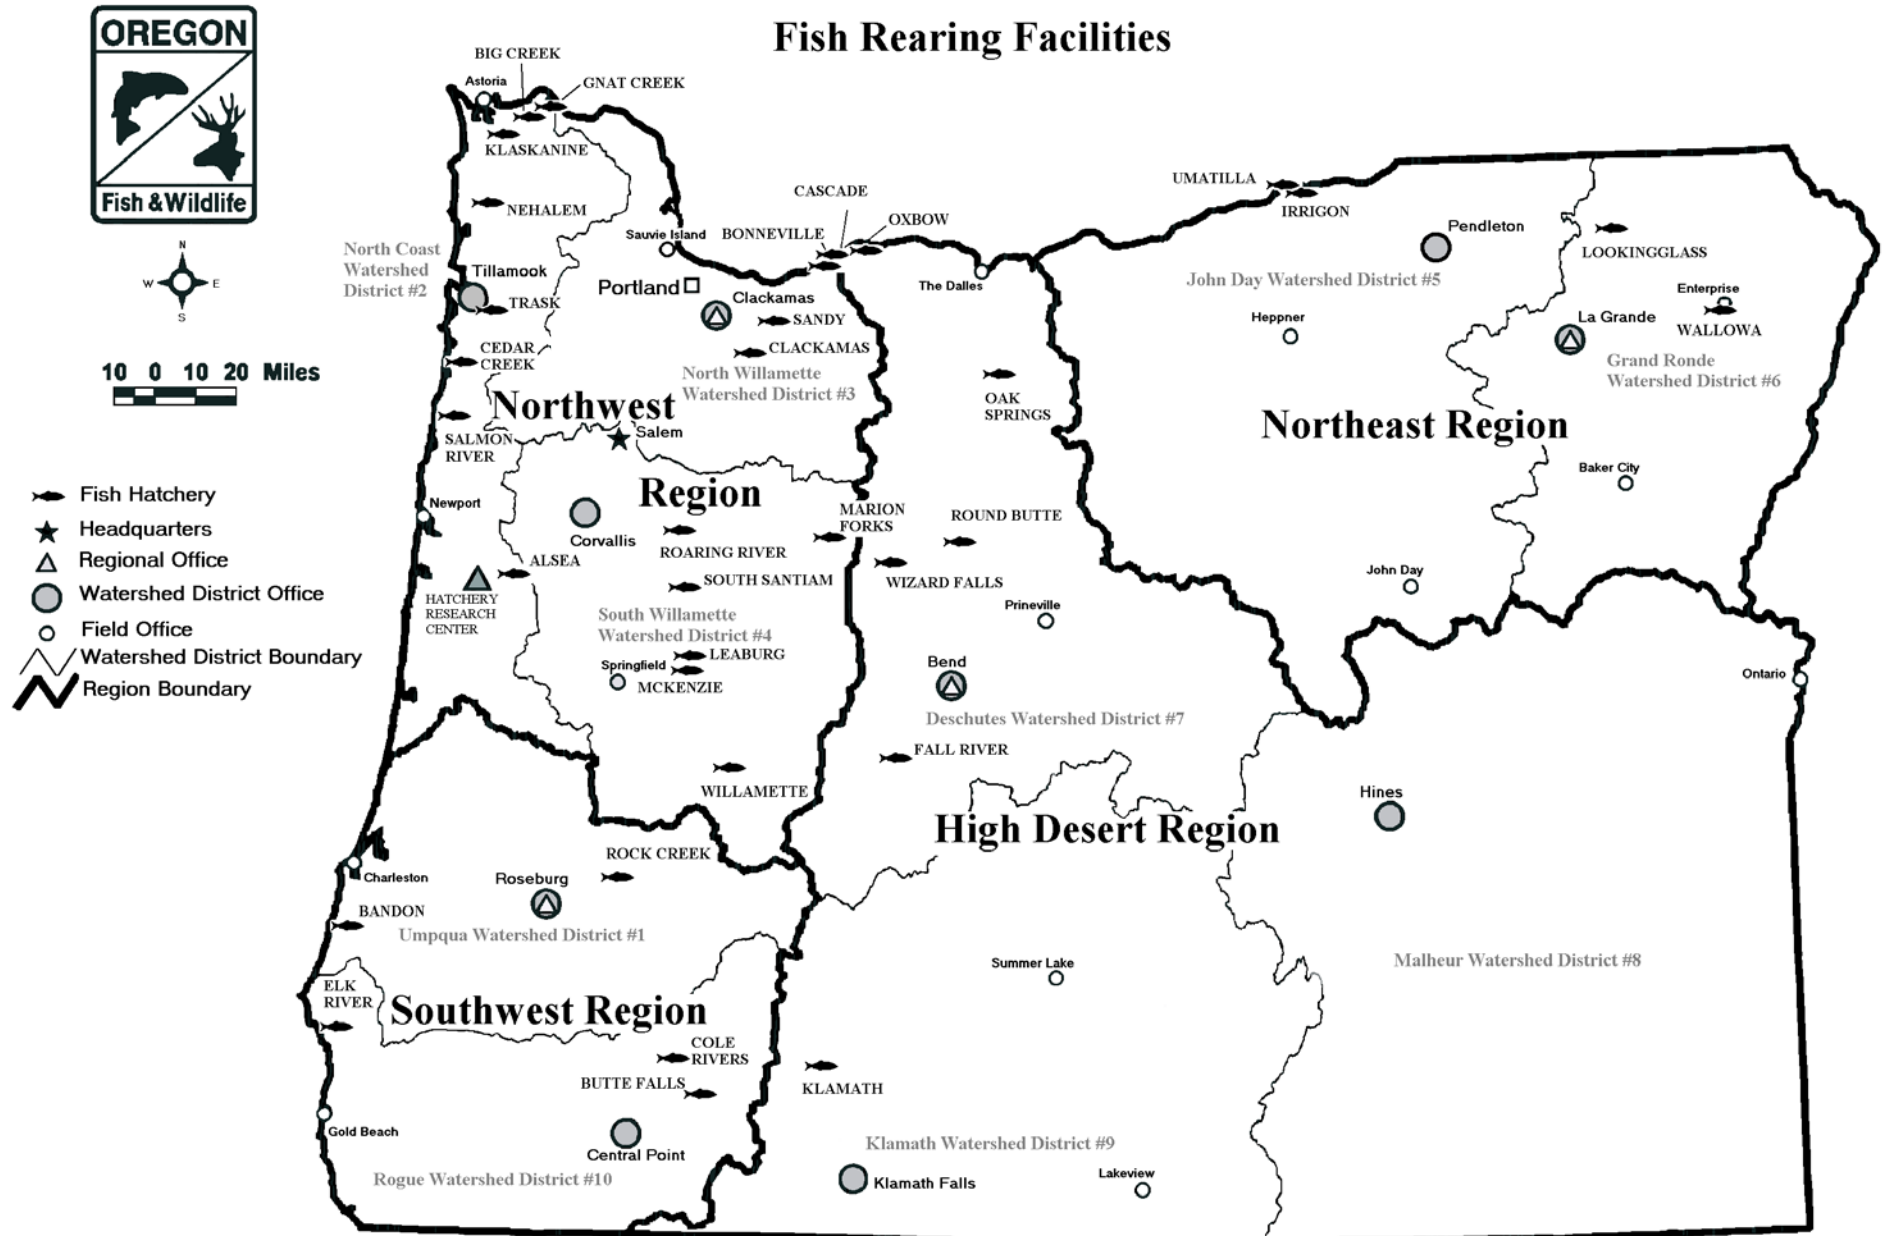 OREGON
Fish & Wildlife
Fish Rearing Facilities
N
W E
S
10 0 10 20 Miles
Fish Hatchery
Headquarters
Regional Office
Watershed District Office
Field Office
Watershed District Boundary
Region Boundary
BIG CREEK
Astoria
GNAT CREEK
KLASKANINE
NEHALEM
North Coast
Watershed
District #2
Tillamook
TRASK
CEDAR
CREEK
SALMON
RIVER
Newport
ALSEA
HATCHERY
RESEARCH
CENTER
Sauvie Island
Portland
Clackamas
SANDY
CLACKAMAS
North Willamette
Watershed District #3
Northwest
Region
Salem
CASCADE
BONNEVILLE
OXBOW
The Dalles
OAK
SPRINGS
Corvallis
ROARING RIVER
SOUTH SANTIAM
South Willamette
Watershed District #4
LEABURG
Springfield
MCKENZIE
MARION
FORKS
WILLAMETTE
ROUND BUTTE
WIZARD FALLS
Prineville
Bend
Deschutes Watershed District #7
FALL RIVER
High Desert Region
UMATILLA
IRRIGON
Pendleton
John Day Watershed District #5
Heppner
LOOKINGGLASS
Enterprise
WALLOWA
La Grande
Grand Ronde
Watershed District #6
Northeast Region
Baker City
John Day
Ontario
Hines
Malheur Watershed District #8
ROCK CREEK
Roseburg
Charleston
BANDON
Umpqua Watershed District #1
ELK
RIVER
Southwest Region
COLE
RIVERS
BUTTE FALLS
Gold Beach
Central Point
Rogue Watershed District #10
Summer Lake
KLAMATH
Klamath Watershed District #9
Klamath Falls
Lakeview